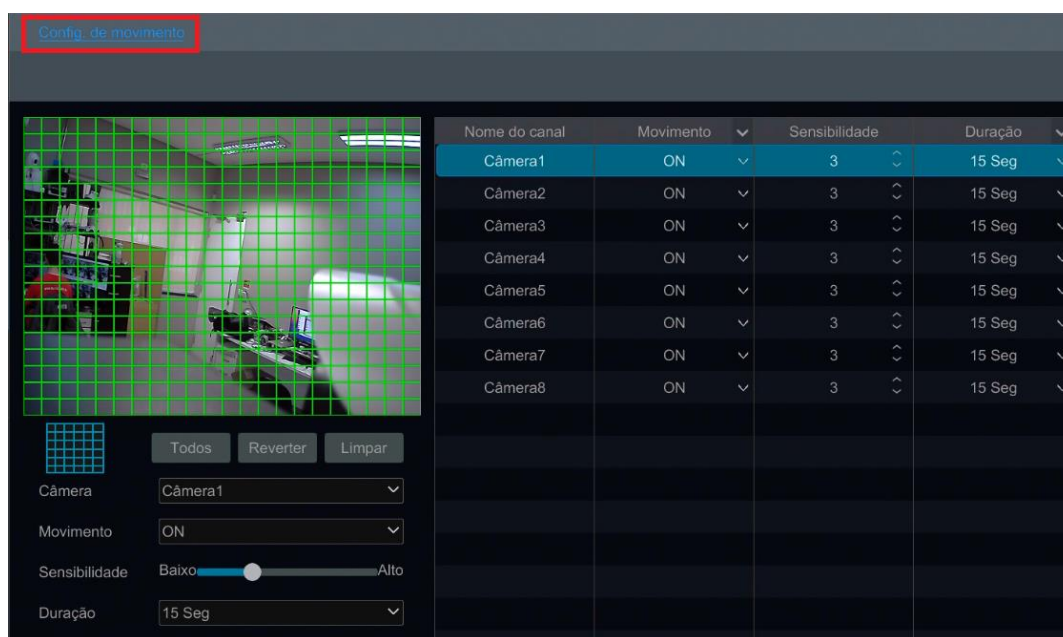 Config. de movimento
Nome do canal Movimento Sensibilidade Duração
Câmera1 ON 3 15 Seg
Câmera2 ON 3 15 Seg
Câmera3 ON 3 15 Seg
Câmera4 ON 3 15 Seg
Câmera5 ON 3 15 Seg
Câmera6 ON 3 15 Seg
Câmera7 ON 3 15 Seg
Câmera8 ON 3 15 Seg
Todos Reverter Limpar
Câmera Câmera1
Movimento ON
Sensibilidade Baixo Alto
Duração 15 Seg